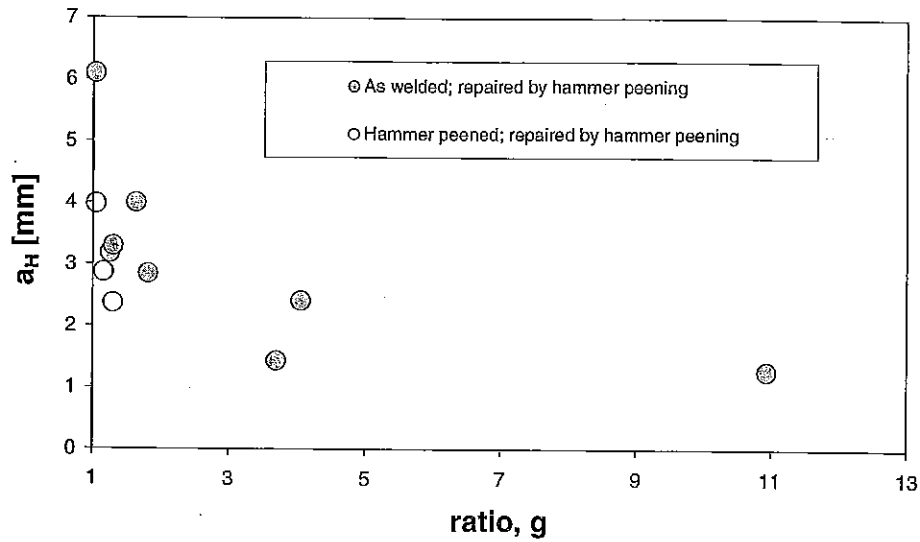 7
6
5
4
3
2
1
0
aH [mm]
As welded; repaired by hammer peening
Hammer peened; repaired by hammer peening
1 3 5 7 9 11 13
ratio, g